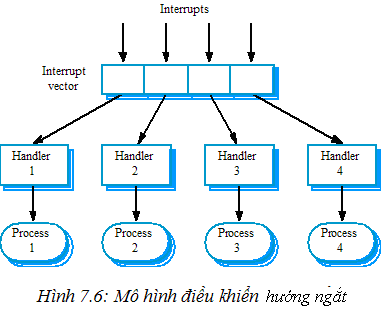 Interrupts
Interrupt
vector
Handler
1
Handler
2
Handler
3
Handler
4
Process
1
Process
2
Process
3
Process
4
Hình 7.6: Mô hình điều khiển hướng ngắt